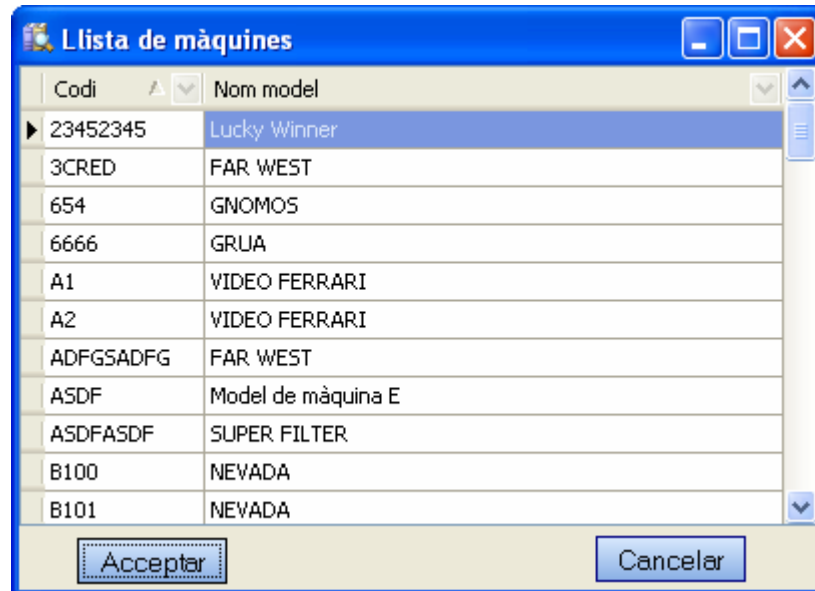 Llista de màquines
Codi Nom model
23452345 Lucky Winner
3CRED FAR WEST
654 GNOMOS
6666 GRUA
A1 VIDEO FERRARI
A2 VIDEO FERRARI
ADFGSADFG FAR WEST
ASDF Model de màquina E
ASDFASDF SUPER FILTER
B100 NEVADA
B101 NEVADA
Acceptar Cancelar